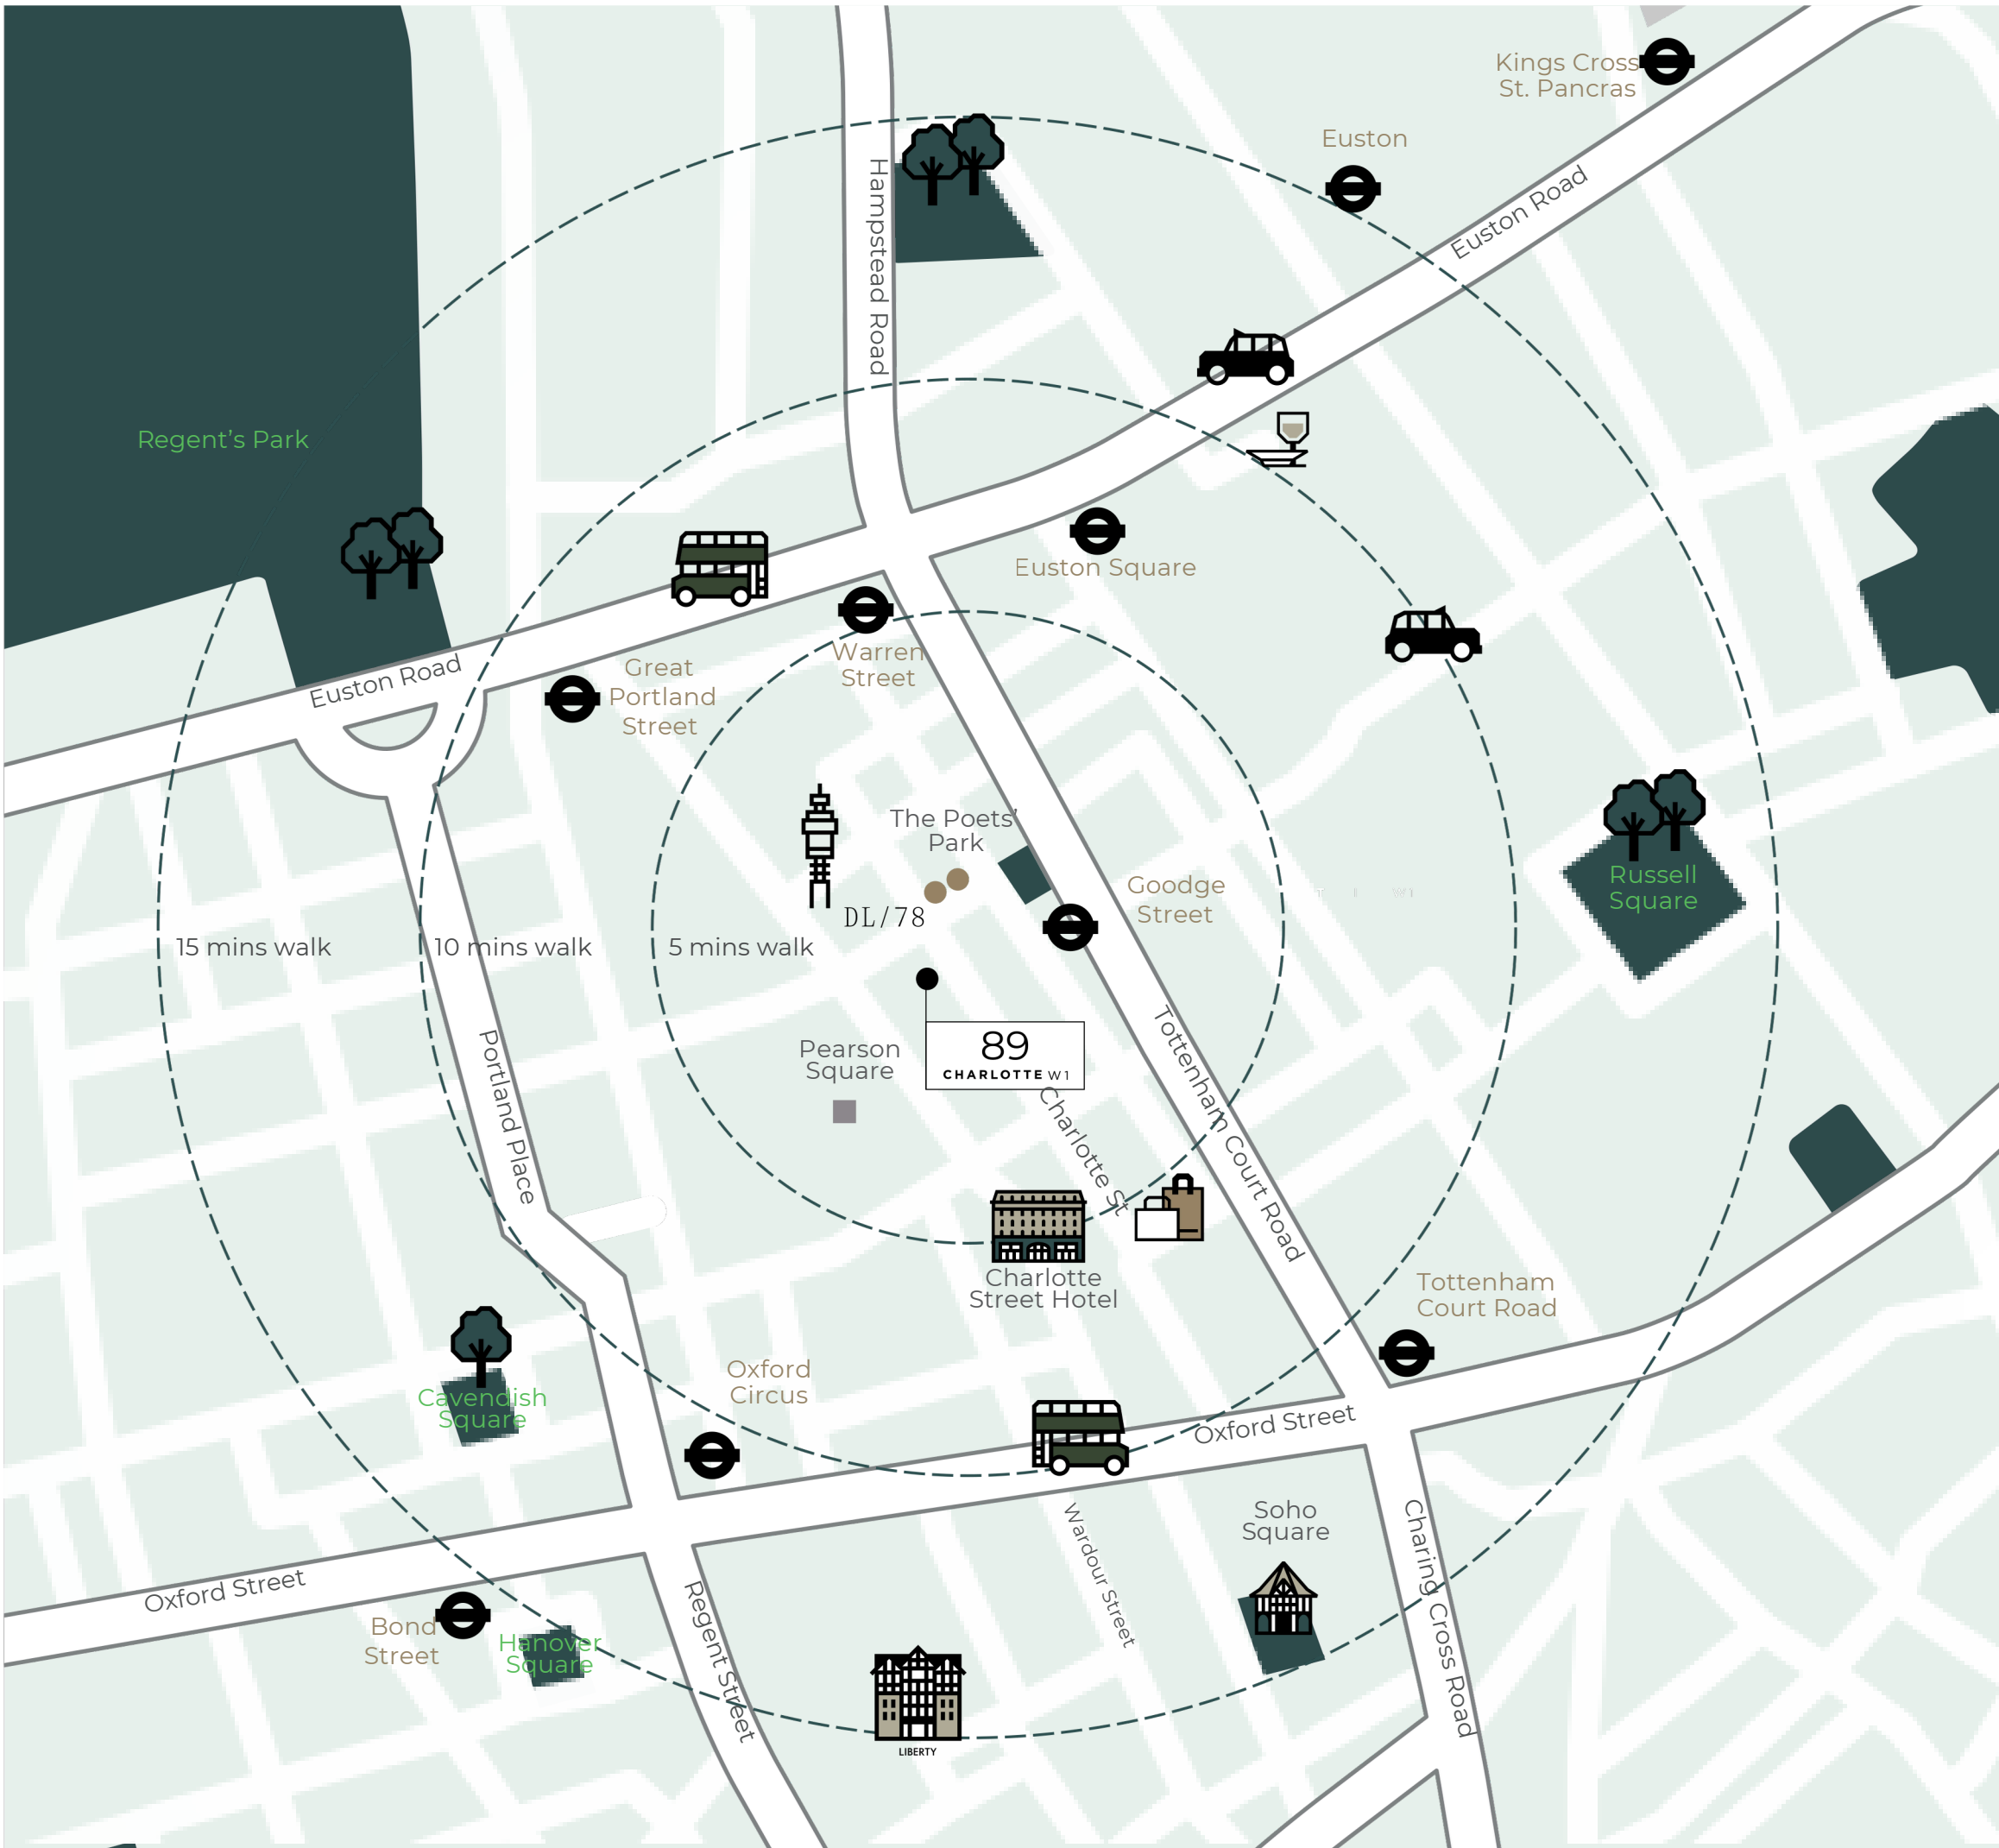 Kings Cross
St. Pancras
Euston
Euston Road
Hampstead Road
Regent's Park
Euston Square
Warren
Street
Great
Portland
Street
Euston Road
The Poets'
Park
DL/78
Goodge
Street
Russell
Square
15 mins walk
10 mins walk
5 mins walk
89
CHARLOTTE W1
Pearson
Square
Portland Place
Charlotte St
Tottenham Court Road
Charlotte
Street Hotel
Tottenham
Court Road
Oxford
Circus
Cavendish
Square
Oxford Street
Oxford Street
Soho
Square
Wardour Street
Charing Cross Road
Bond
Street
Hanover
Square
Regent Street
LIBERTY